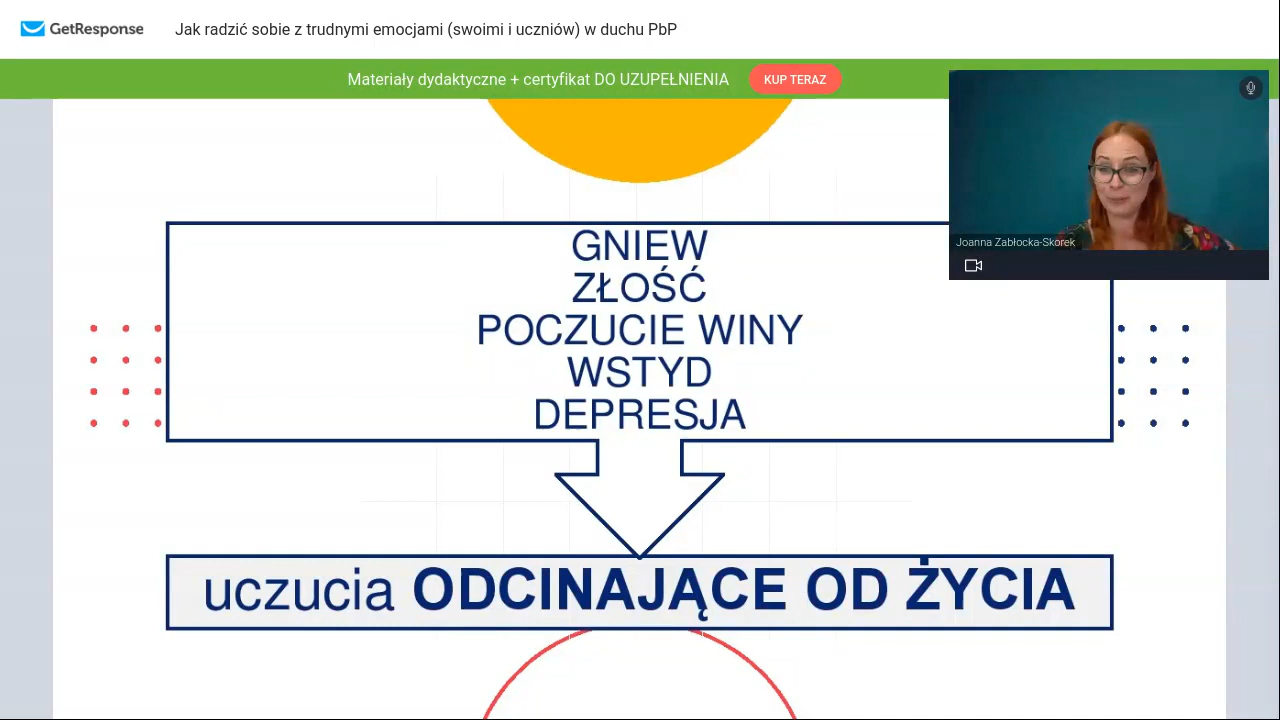 GetResponse
Jak radzić sobie z trudnymi emocjami (swoimi i uczniów) w duchu PbP
Materiały dydaktyczne + certyfikat DO UZUPEŁNIENIA
KUP TERAZ
Joanna Zabłocka-Skorek
GNIEW
ZŁOŚĆ
POCZUCIE WINY
WSTYD
DEPRESJA
uczucia ODCINAJĄCE OD ŻYCIA